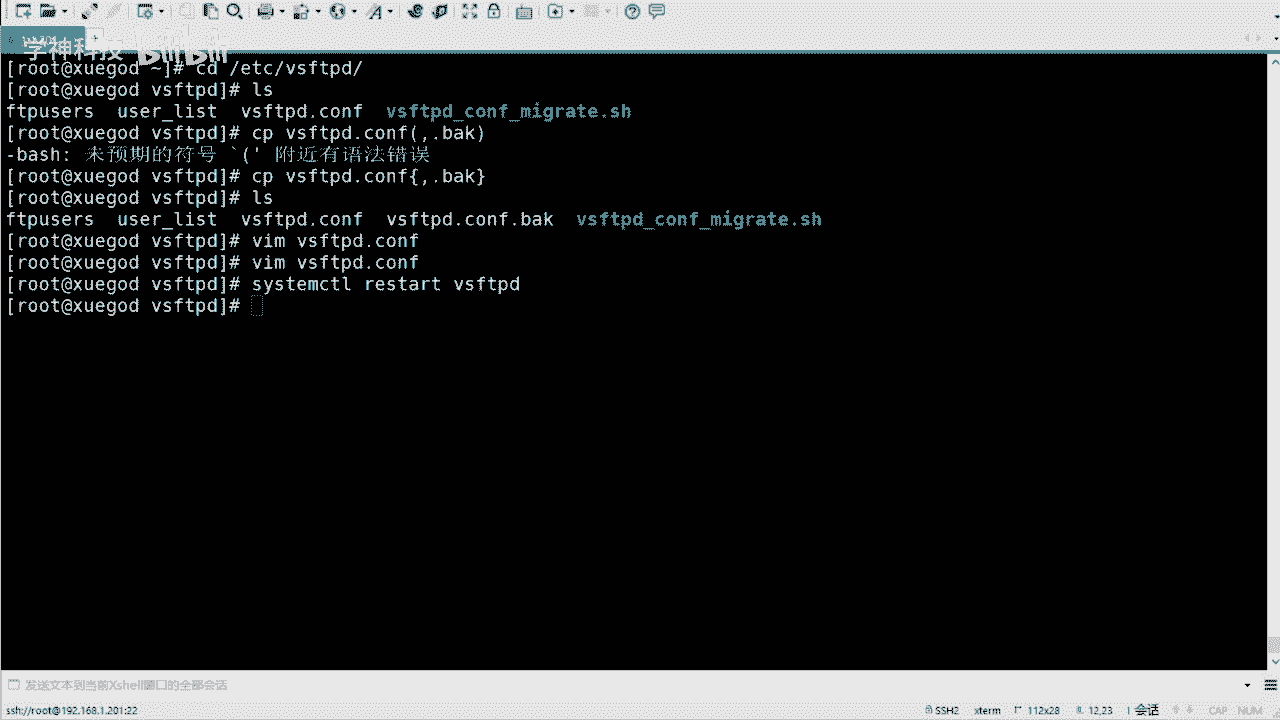 学神科技 bilibili
[root@xuegod ~]# cd /etc/vsftpd/
[root@xuegod vsftpd]# ls
ftpusers  user_list  vsftpd.conf  vsftpd_conf_migrate.sh
[root@xuegod vsftpd]# cp vsftpd.conf(,.bak)
-bash: 未预期的符号 `(' 附近有语法错误
[root@xuegod vsftpd]# cp vsftpd.conf{,.bak}
[root@xuegod vsftpd]# ls
ftpusers  user_list  vsftpd.conf  vsftpd.conf.bak  vsftpd_conf_migrate.sh
[root@xuegod vsftpd]# vim vsftpd.conf
[root@xuegod vsftpd]# vim vsftpd.conf
[root@xuegod vsftpd]# systemctl restart vsftpd
[root@xuegod vsftpd]#
发送文本到当前Xshell窗口的全部会话
ssh://root@192.168.1.201:22 SSH2 xterm 112x28 12,23 1 会话 CAP NUM